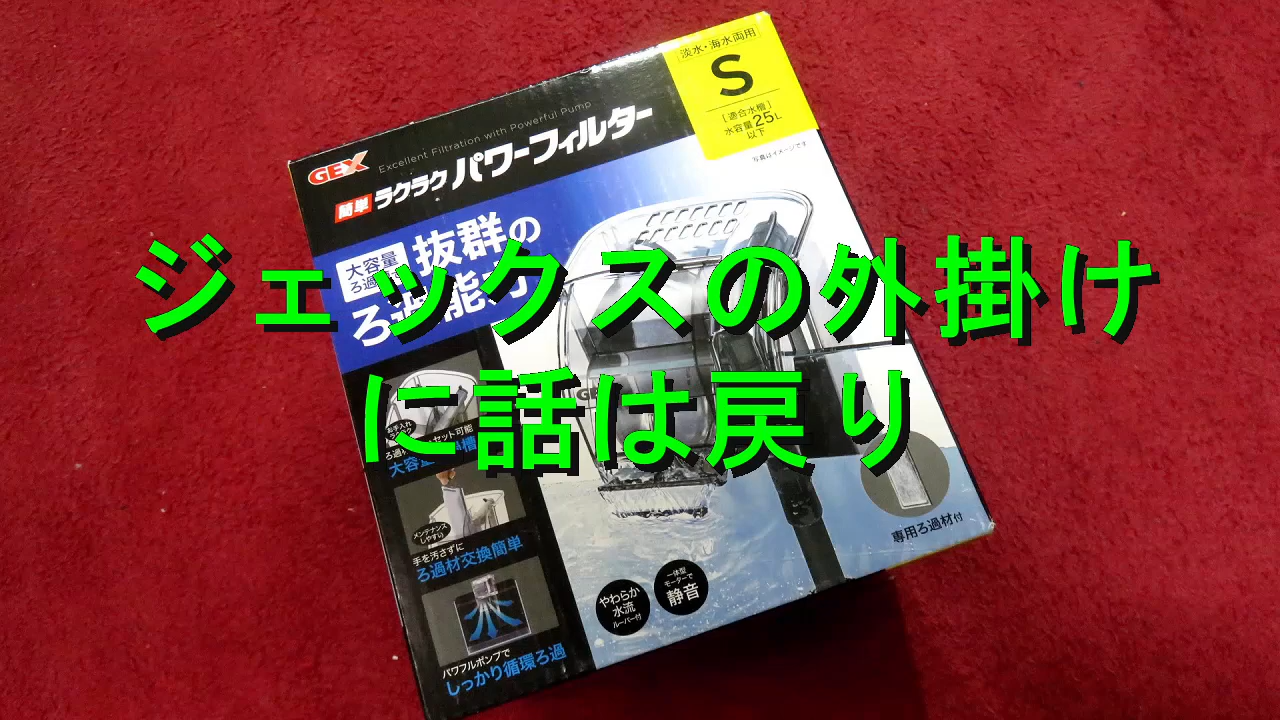 淡水・海水両用
S
[適合水槽]
水容量25L
以下
写真はイメージです
GEX
Excellent Filtration with Powerful Pump
簡単 ラクラク パワーフィルター
大容量
抜群の
ジェックスの外掛け
に話は戻り
メンテナンス
しやすい
手を汚さずに
ろ過材交換簡単
パワフルポンプで
しっかり循環ろ過
やわらか
水流
ルーバー付
一体型
モーターで
静音
専用ろ過材付